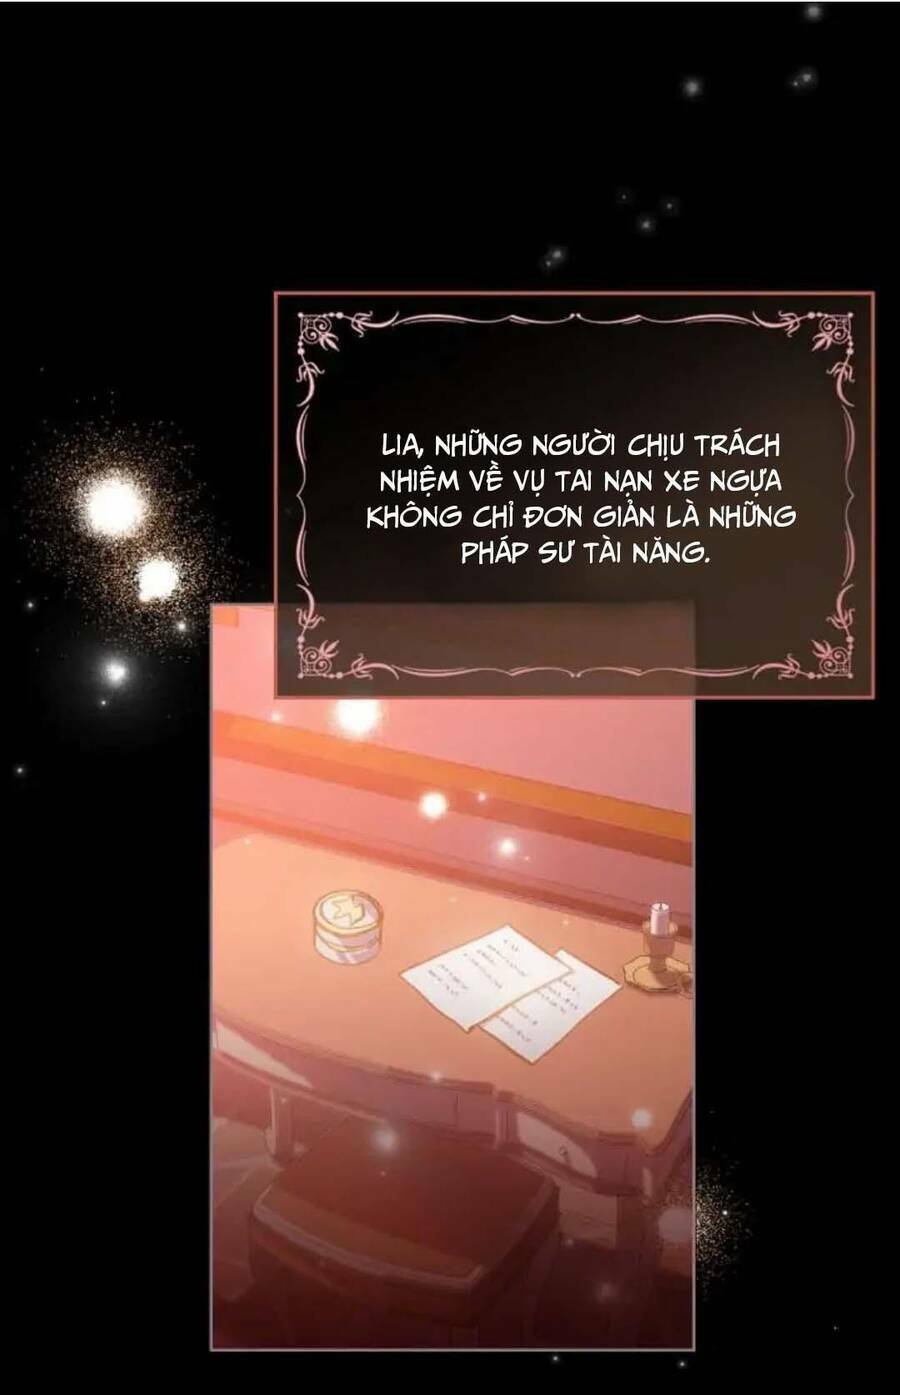 LIA, NHỮNG NGƯỜI CHỊU TRÁCH
NHIỆM VỀ VỤ TAI NẠN XE NGỰA
KHÔNG CHỈ ĐƠN GIẢN LÀ NHỮNG
PHÁP SƯ TÀI NĂNG.